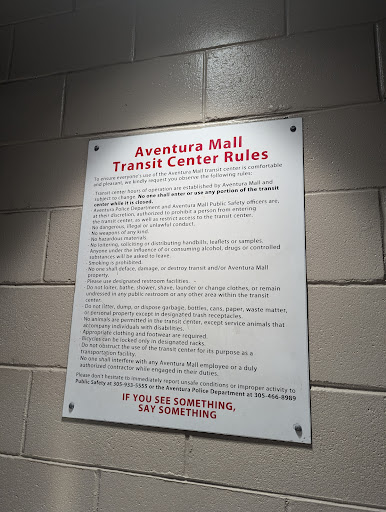 Aventura Mall
Transit Center Rules
To ensure everyone's use of the Aventura Mall transit center is comfortable
and pleasant, we kindly request you observe the following rules:
Transit center hours of operation are established by Aventura Mall and
subject to change. No one shall enter or use any portion of the transit
center while it is closed.
Aventura Police Department and Aventura Mall Public Safety officers are,
at their discretion, authorized to prohibit a person from entering
the transit center, as well as restrict access to the transit center.
No dangerous, illegal or unlawful conduct.
No weapons of any kind.
No hazardous materials.
No loitering, soliciting or distributing handbills, leaflets or samples.
Anyone under the influence of or consuming alcohol, drugs or controlled
substances will be asked to leave.
Smoking is prohibited.
No one shall deface, damage, or destroy transit and/or Aventura Mall
property.
Please use designated restroom facilities. -
- Do not loiter, bathe, shower, shave, launder or change clothes, or remain
undressed in any public restroom or any other area within the transit
center.
- Do not litter, dump, or dispose garbage, bottles, cans, paper, waste matter,
or personal property except in designated trash receptacles.
No animals are permitted in the transit center, except service animals that
accompany individuals with disabilities.
Appropriate clothing and footwear are required.
Bicycles can be locked only in designated racks.
Do not obstruct the use of the transit center for its purpose as a
transportation facility.
No one shall interfere with any Aventura Mall employee or a duly
authorized contractor while engaged in their duties.
Please don't hesitate to immediately report unsafe conditions or improper activity to
Public Safety at 305-933-5555 or the Aventura Police Department at 305-466-8989
IF YOU SEE SOMETHING,
SAY SOMETHING